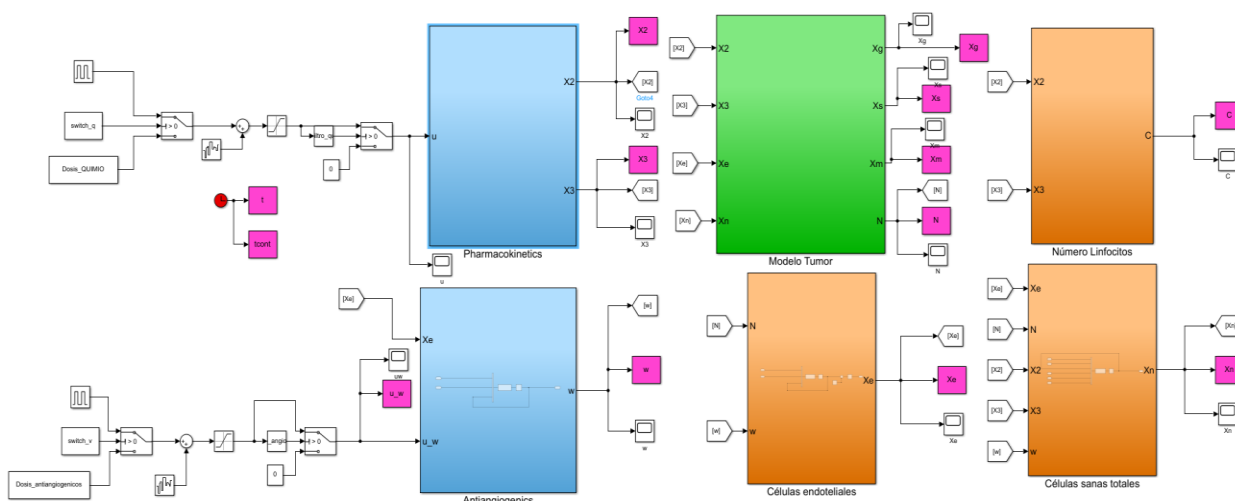 switch_q
Dosis_QUIMIO
> 0
0
> 0
t
tcont
u
u
X2
X3
Pharmacokinetics
X2
[X2]
Goto4
X2
X3
[X3]
X3
[X2]
[X3]
[Xe]
[Xn]
X2
X3
Xe
Xn
Xg
Xs
Xm
N
Modelo Tumor
Xg
Xg
Xs
Xs
Xm
Xm
[N]
N
N
[X2]
[X3]
X2
X3
C
Número Linfocitos
C
C
switch_v
Dosis_antiangiogenicos
> 0
0
> 0
[Xe]
uw
u_w
Xe
u_w
w
Antiangiogenics
[w]
w
w
[N]
[w]
N
w
Xe
Células endoteliales
[Xe]
Xe
Xe
[Xe]
[N]
[X2]
[X3]
[w]
Xe
N
X2
X3
w
Xn
Células sanas totales
[Xn]
Xn
Xn